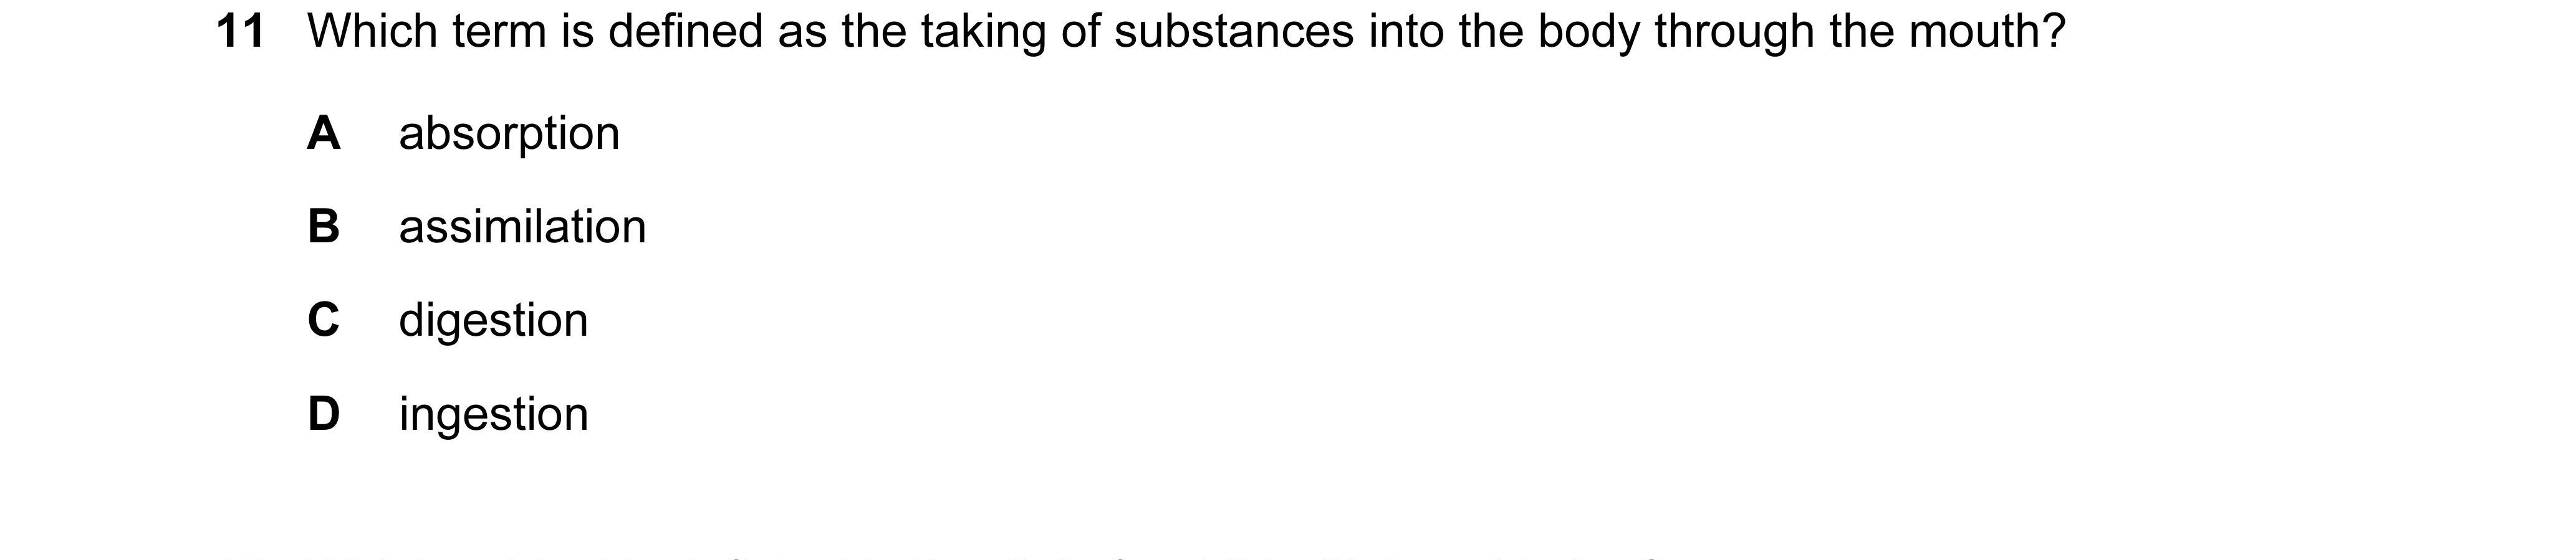 11 Which term is defined as the taking of substances into the body through the mouth?
A absorption
B assimilation
C digestion
D ingestion